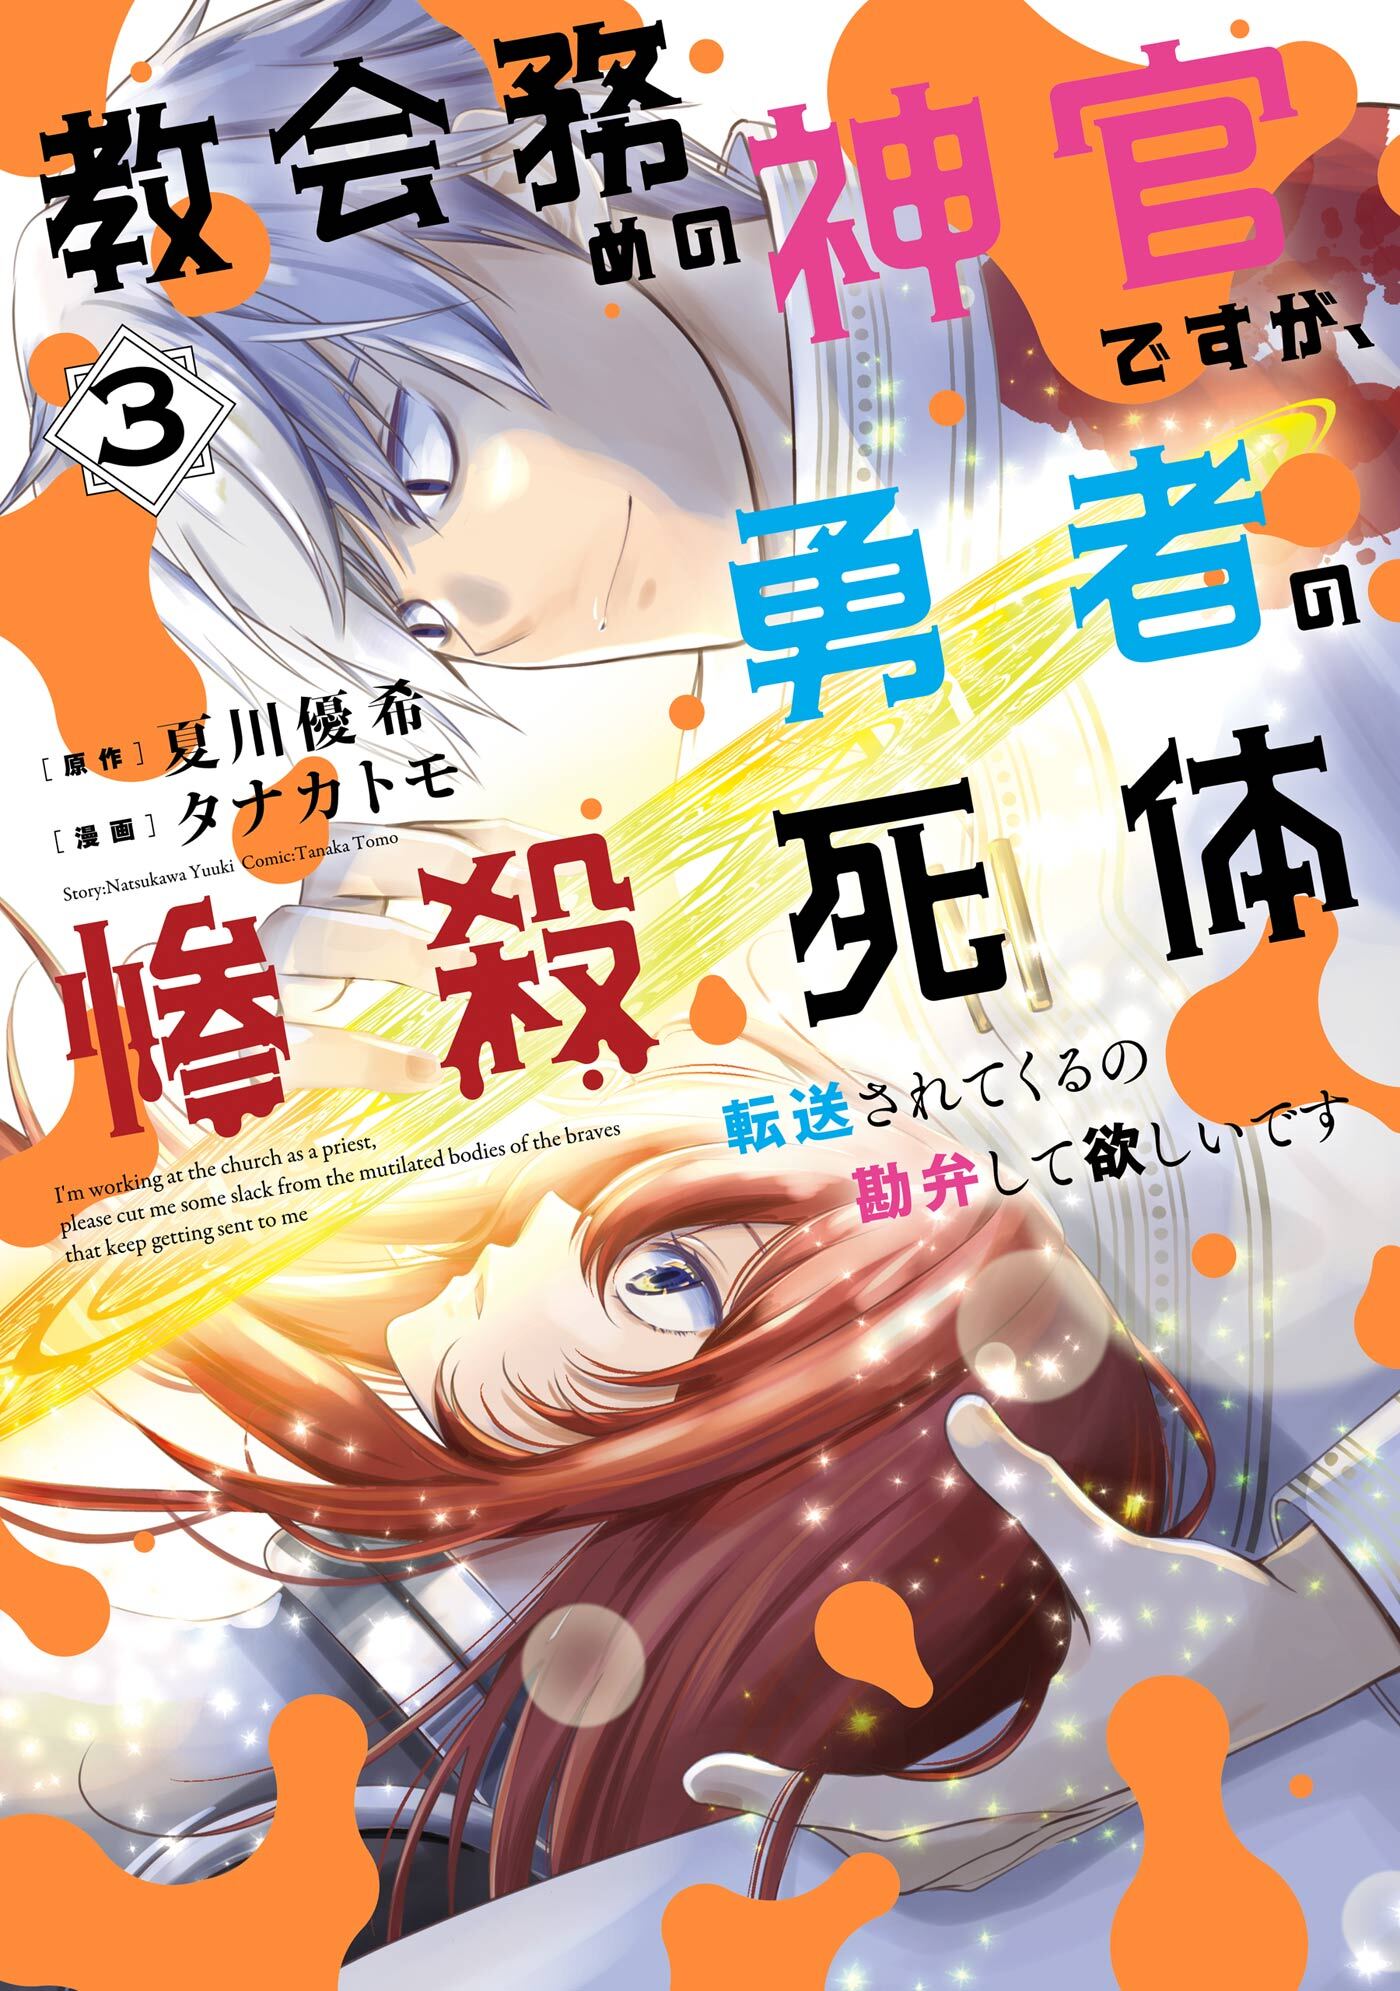 教会務めの神官ですが、
3
勇者の
惨殺死体
転送されてくるの
勘弁して欲しいです
[原作]夏川優希
[漫画]タナカトモ
Story:Natsukawa Yuuki Comic:Tanaka Tomo
I'm working at the church as a priest,
please cut me some slack from the mutilated bodies of the braves
that keep getting sent to me